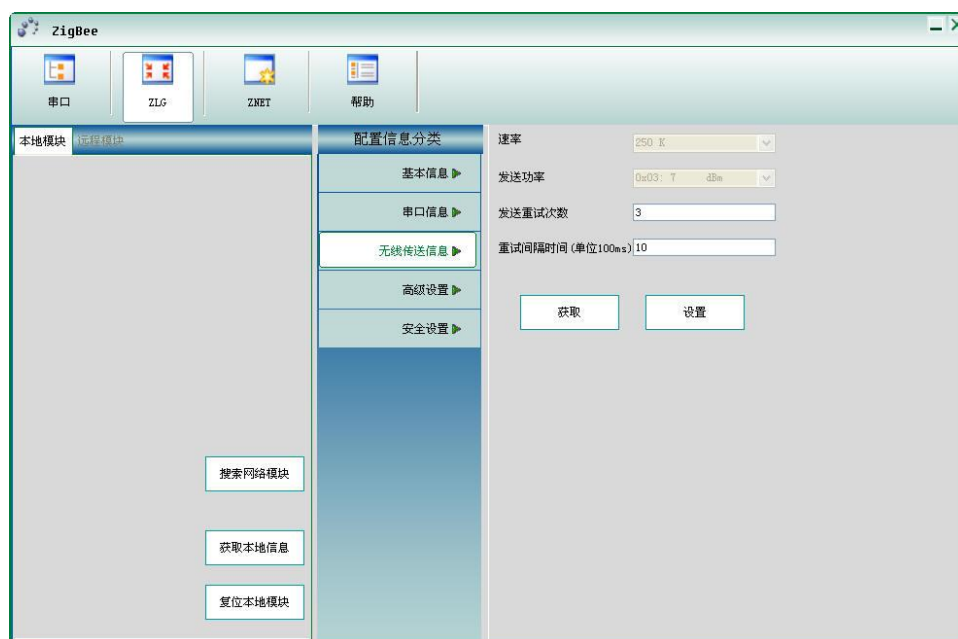 ZigBee
串口
ZLG
ZNET
帮助
本地模块 远程模块
搜索网络模块
获取本地信息
复位本地模块
配置信息分类
基本信息
串口信息
无线传送信息
高级设置
安全设置
速率 250 K
发送功率 0x03: 7 dBm
发送重试次数 3
重试间隔时间(单位100ms) 10
获取 设置